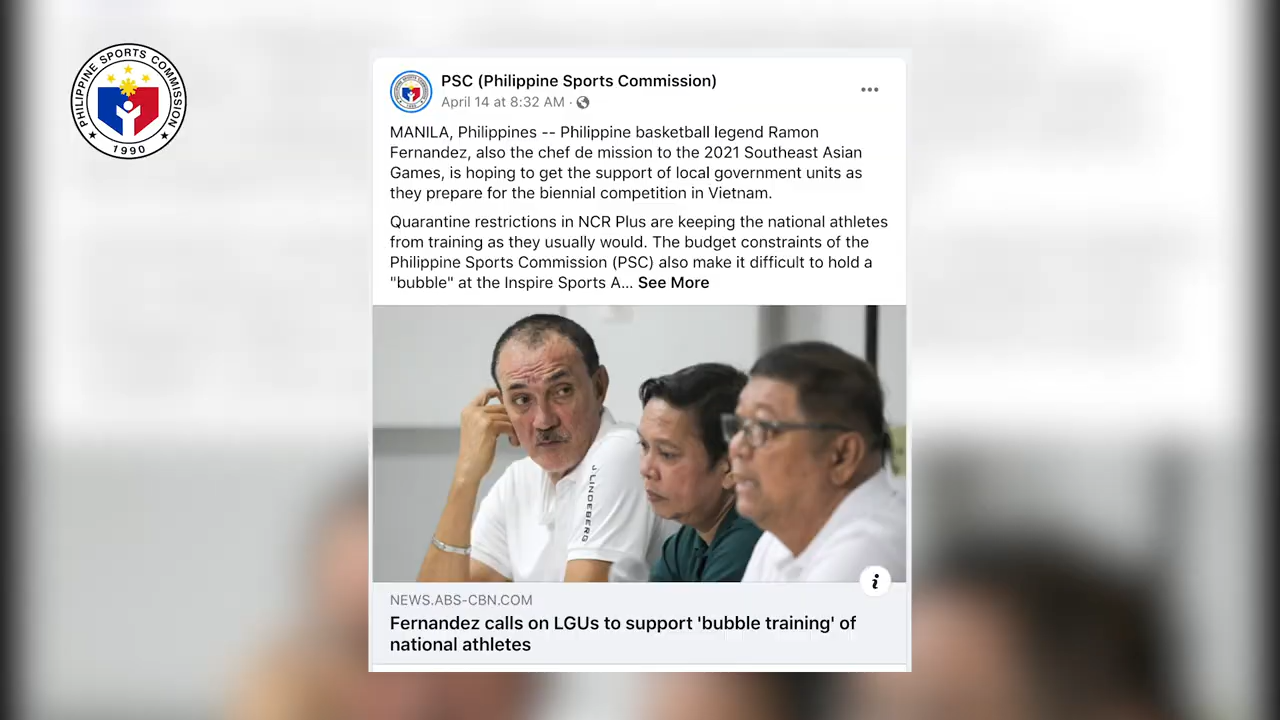 PHILIPPINE SPORTS COMMISSION
1990
PSC (Philippine Sports Commission)
April 14 at 8:32 AM ·
MANILA, Philippines -- Philippine basketball legend Ramon
Fernandez, also the chef de mission to the 2021 Southeast Asian
Games, is hoping to get the support of local government units as
they prepare for the biennial competition in Vietnam.
Quarantine restrictions in NCR Plus are keeping the national athletes
from training as they usually would. The budget constraints of the
Philippine Sports Commission (PSC) also make it difficult to hold a
"bubble" at the Inspire Sports A... See More
J.LINDEBERG
i
NEWS.ABS-CBN.COM
Fernandez calls on LGUs to support 'bubble training' of
national athletes